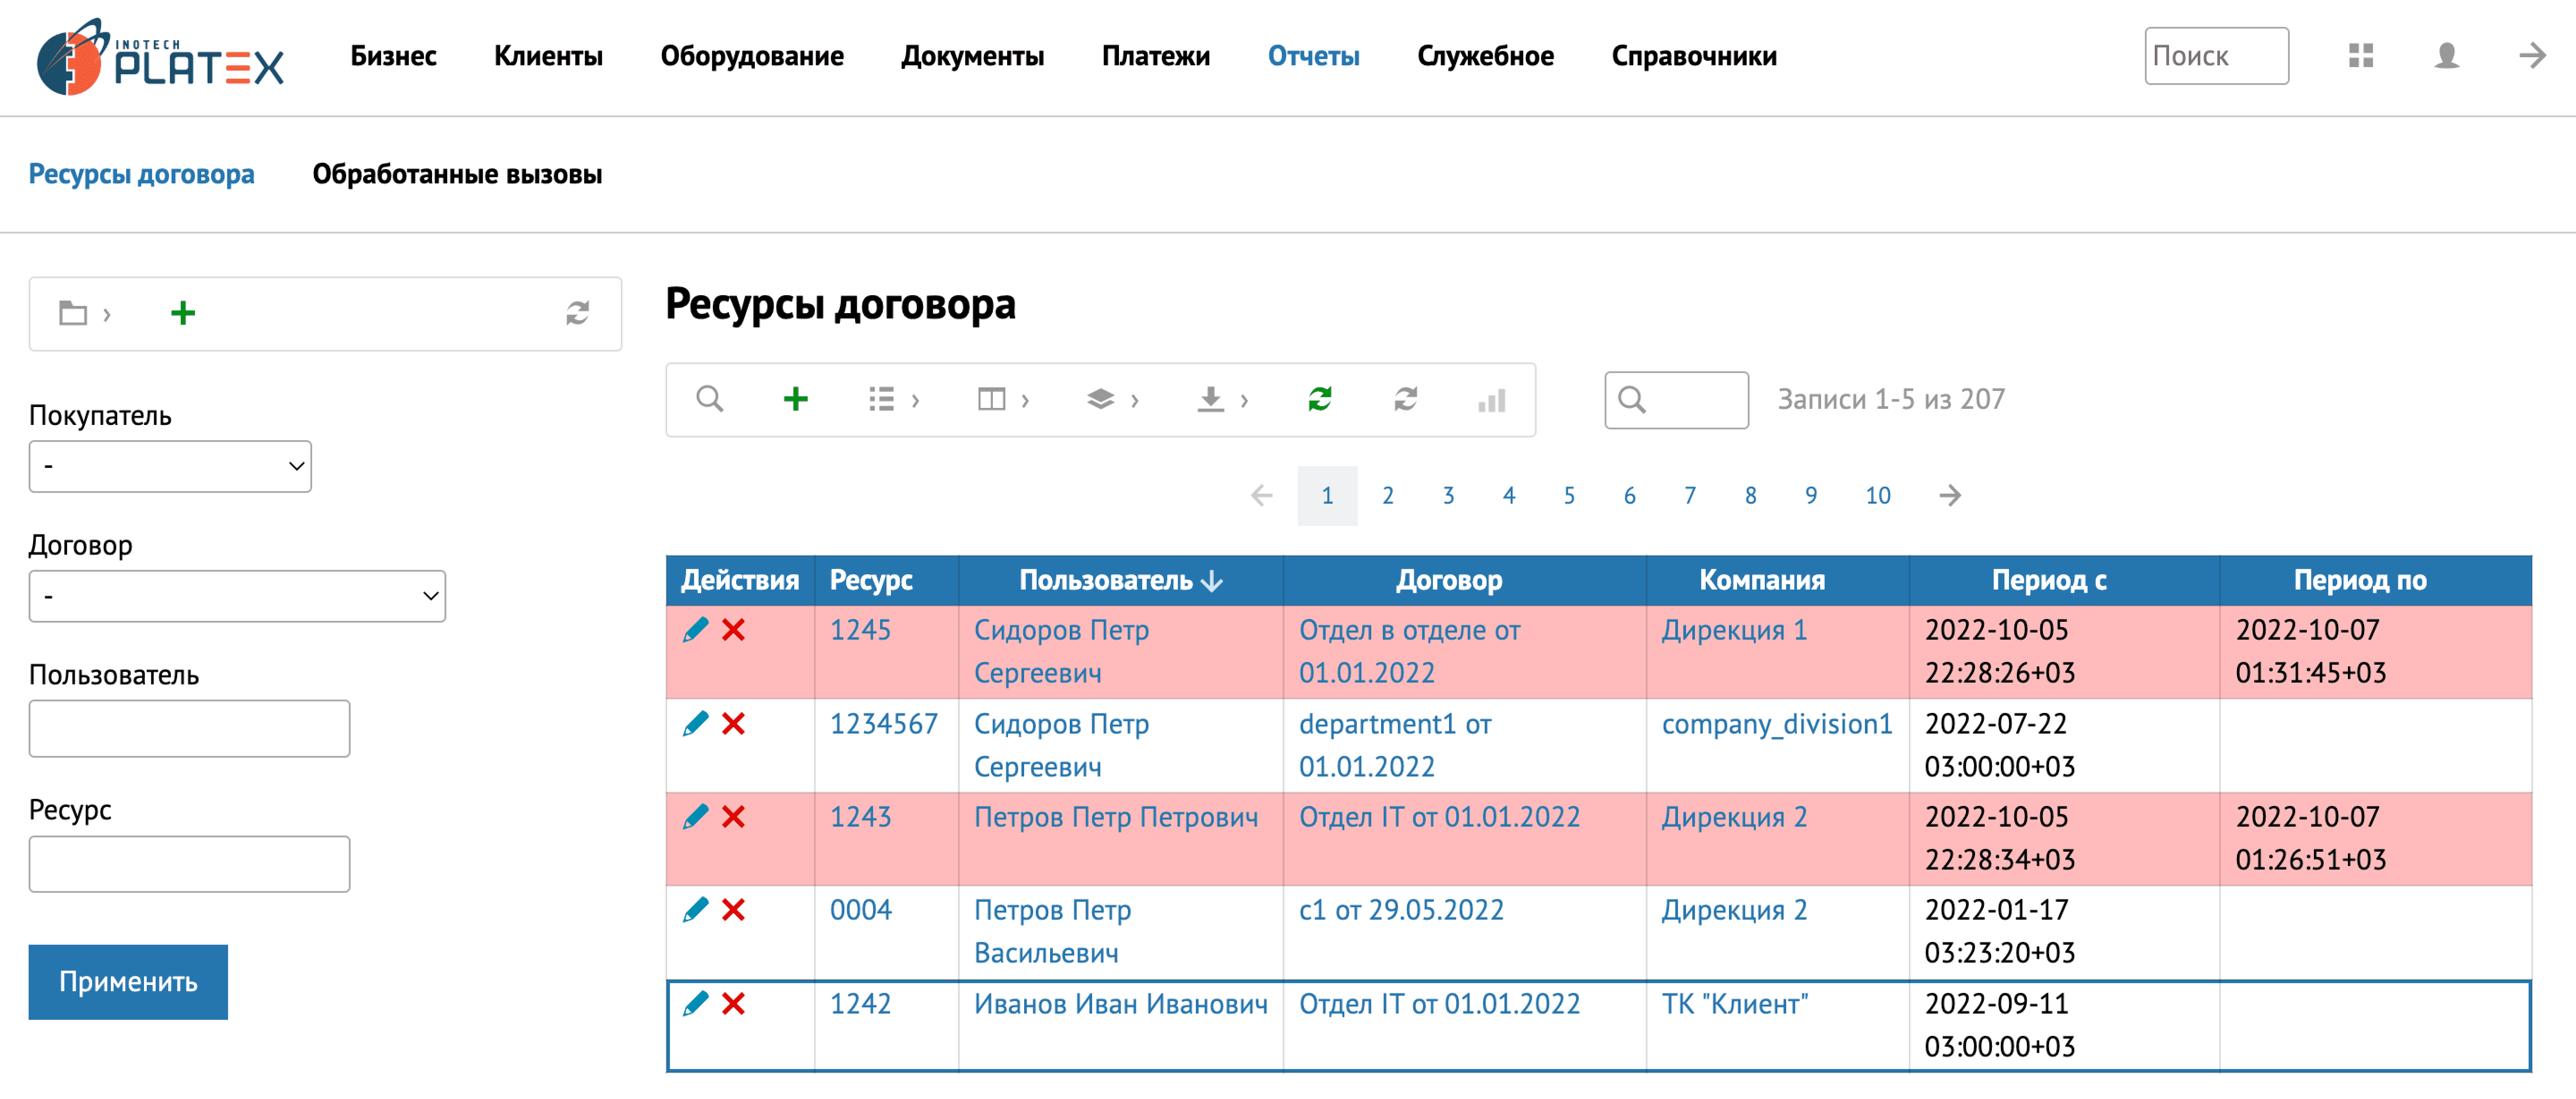 INOTECH
PLATEX
Бизнес Клиенты Оборудование Документы Платежи Отчеты Служебное Справочники Поиск
Ресурсы договора Обработанные вызовы
Ресурсы договора
Записи 1-5 из 207
1 2 3 4 5 6 7 8 9 10
Покупатель
-
Договор
-
Пользователь
Ресурс
Применить
Действия Ресурс Пользователь Договор Компания Период с Период по
1245 Сидоров Петр Отдел в отделе от Дирекция 1 2022-10-05 2022-10-07
Сергеевич 01.01.2022 22:28:26+03 01:31:45+03
1234567 Сидоров Петр department1 от company_division1 2022-07-22
Сергеевич 01.01.2022 03:00:00+03
1243 Петров Петр Петрович Отдел IT от 01.01.2022 Дирекция 2 2022-10-05 2022-10-07
22:28:34+03 01:26:51+03
0004 Петров Петр с1 от 29.05.2022 Дирекция 2 2022-01-17
Васильевич 03:23:20+03
1242 Иванов Иван Иванович Отдел IT от 01.01.2022 ТК "Клиент" 2022-09-11
03:00:00+03